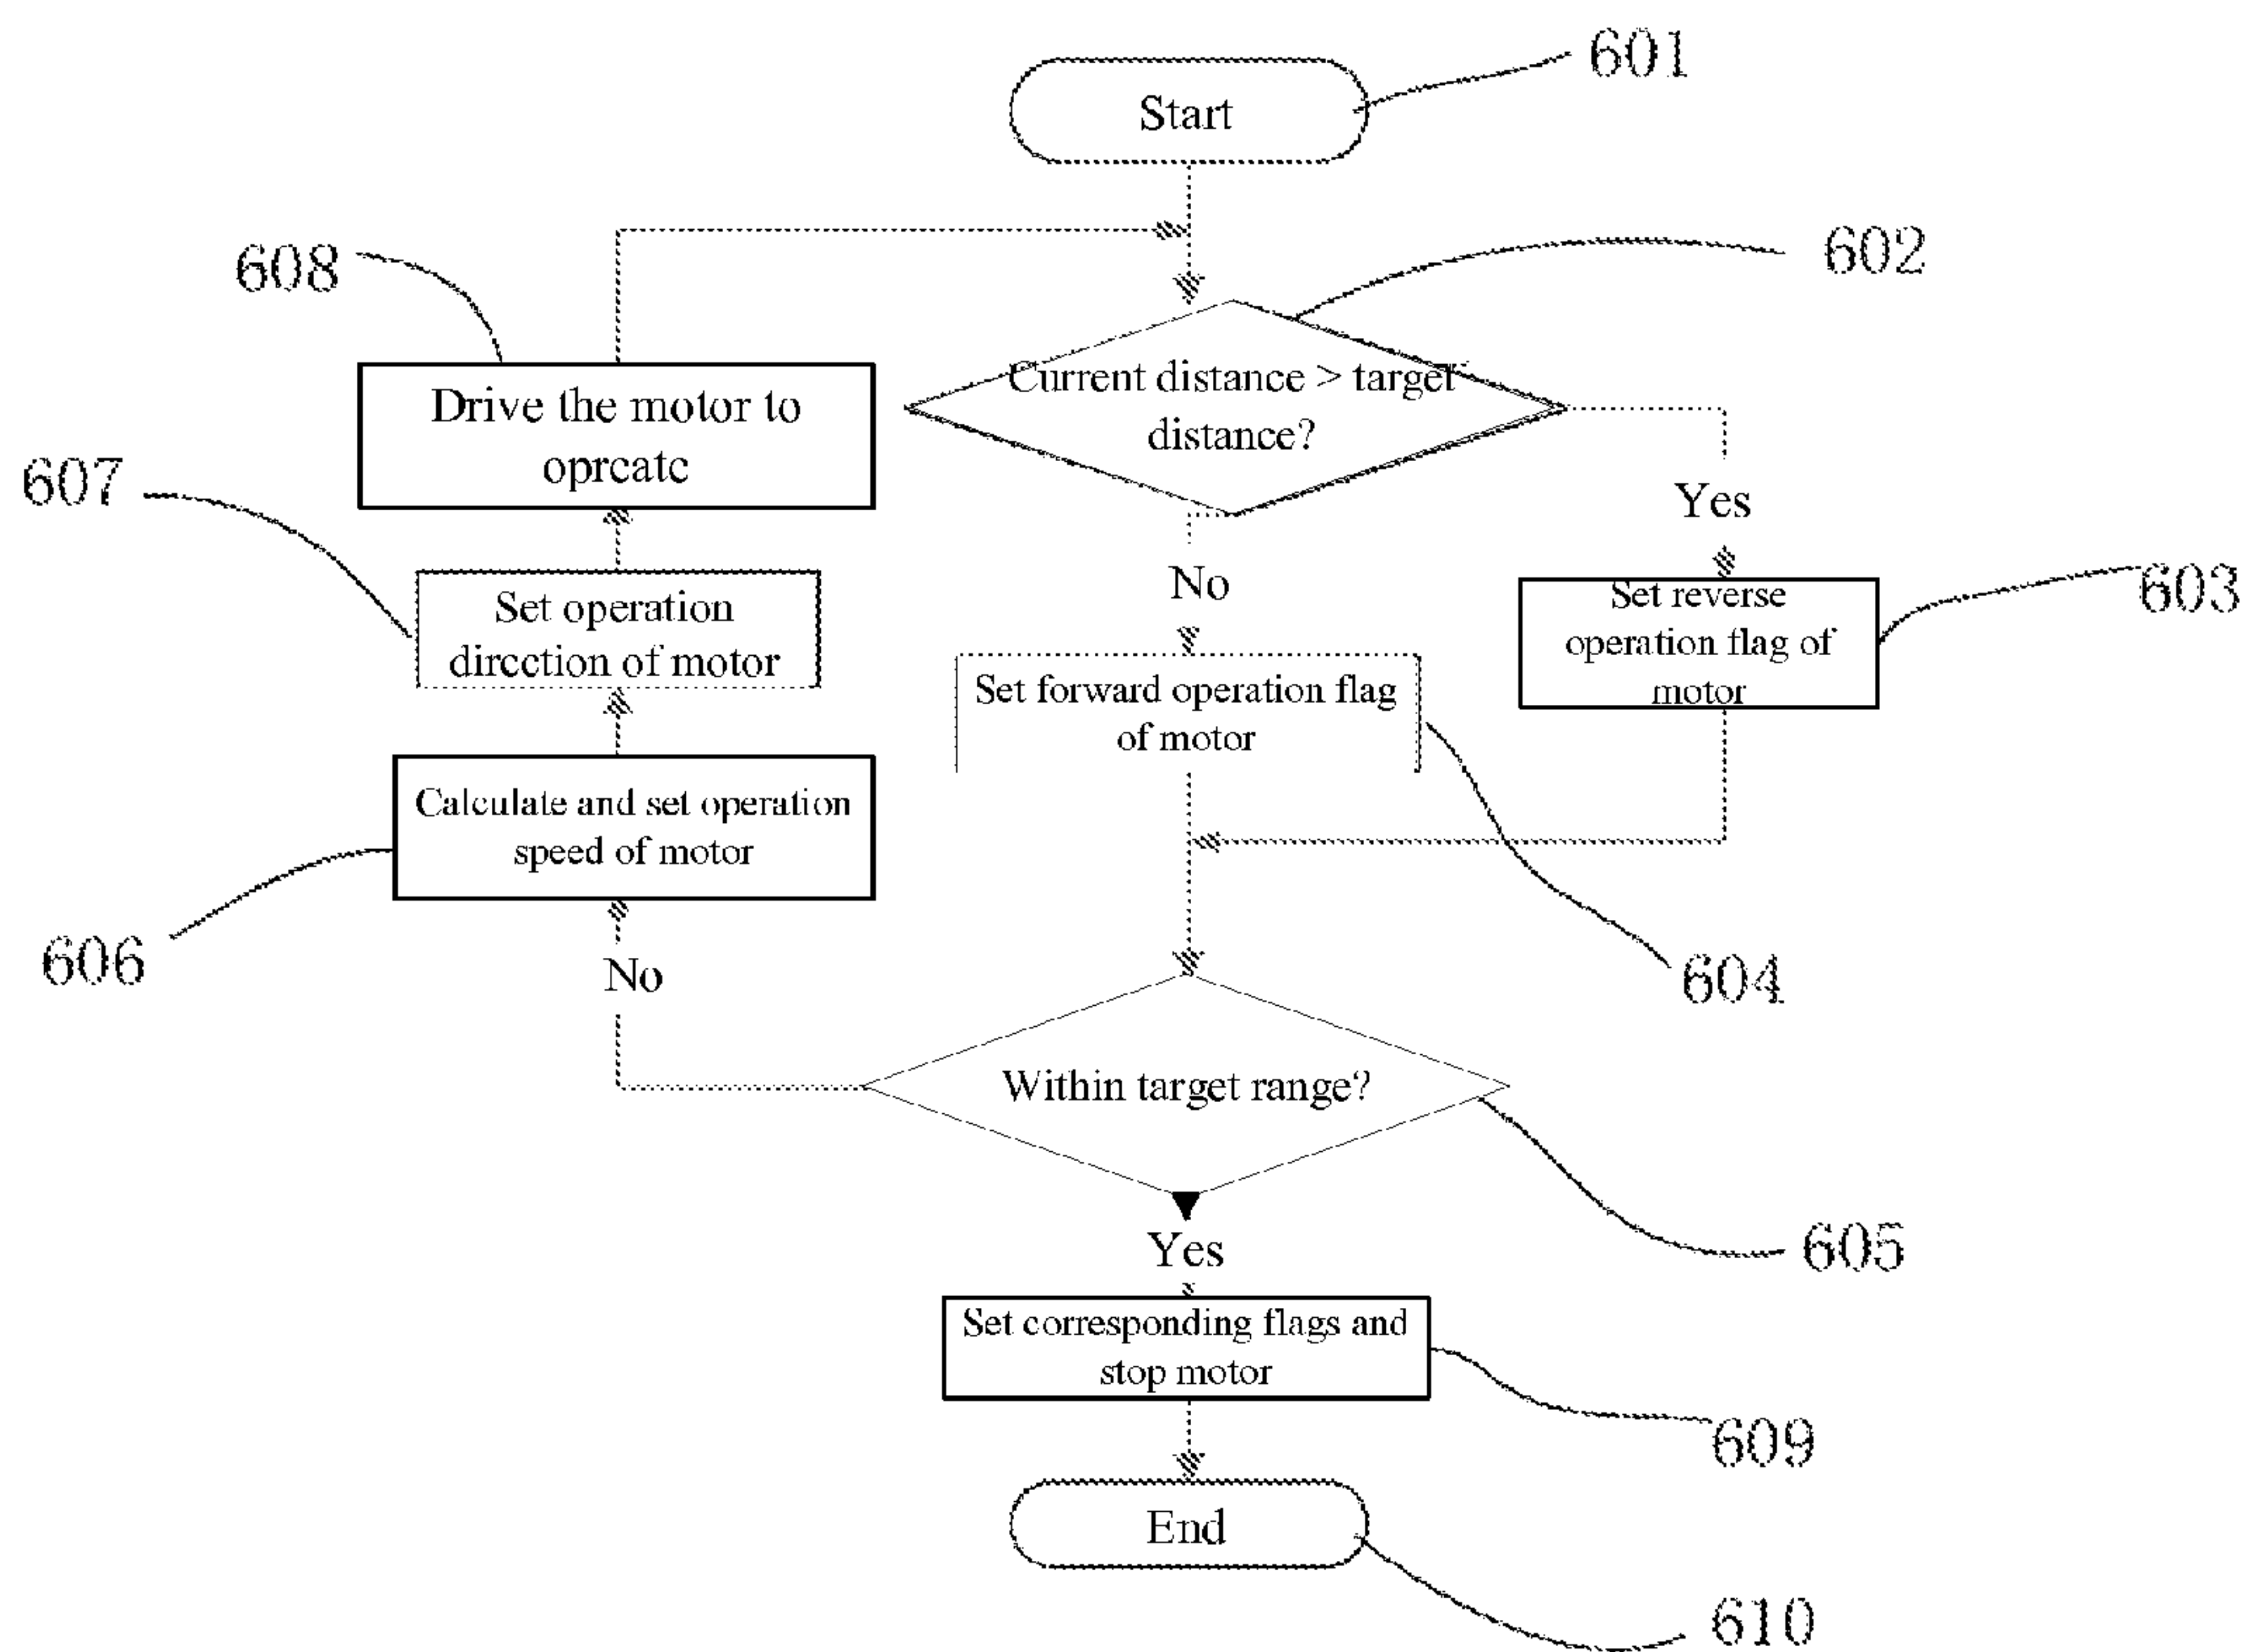 Start
601
608
602
Drive the motor to
oprcatc
Current distance > target
distance?
607
Yes
No
Set operation
direction of motor
Set reverse
operation flag of
motor
603
Set forward operation flag
of motor
Calculate and set operation
speed of motor
606
No
604
Within target range?
605
Yes
Set corresponding flags and
stop motor
609
End
610